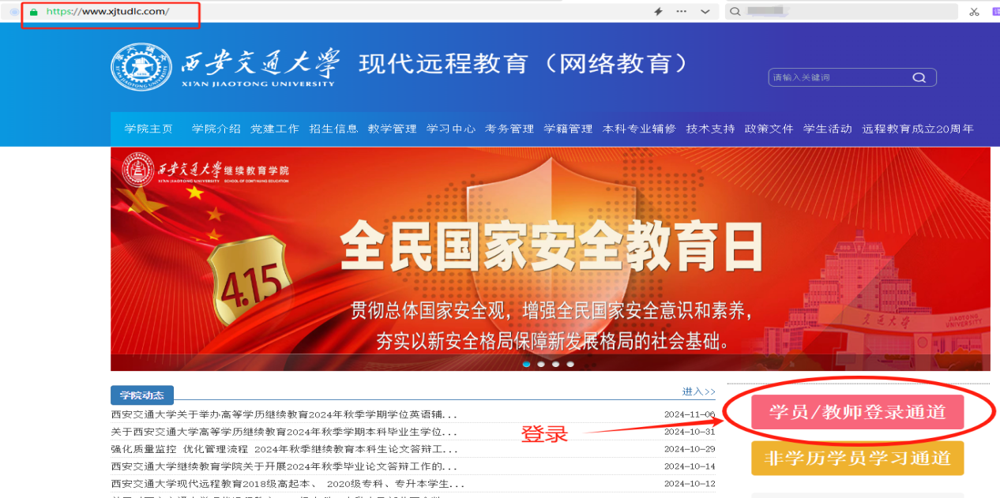 https://www.xjtudlc.com/
西安交通大学
XI'AN JIAOTONG UNIVERSITY
现代远程教育（网络教育）
请输入关键词
学院主页 学院介绍 党建工作 招生信息 教学管理 学习中心 考务管理 学籍管理 本科专业辅修 技术支持 政策文件 学生活动 远程教育成立20周年
西安交通大学继续教育学院
XI'AN JIAOTONG UNIVERSITY SCHOOL OF CONTINUING EDUCATION
全民国家安全教育日
4.15
贯彻总体国家安全观，增强全民国家安全意识和素养，
夯实以新安全格局保障新发展格局的社会基础。
交通大学
JIAOTONG
UNIVERSITY
学院动态
进入>>
西安交通大学关于举办高等学历继续教育2024年秋季学期学位英语辅... 2024-11-06
关于西安交通大学高等学历继续教育2024年秋季学期本科毕业生学位... 2024-10-31
强化质量监控 优化管理流程 2024年秋季继续教育本科生论文答辩工... 2024-10-29
西安交通大学继续教育学院关于开展2024年秋季毕业论文答辩工作的... 2024-10-14
西安交通大学现代远程教育2018级高起本、 2020级专科、专升本学生... 2024-10-12
登录
学员/教师登录通道
非学历学员学习通道